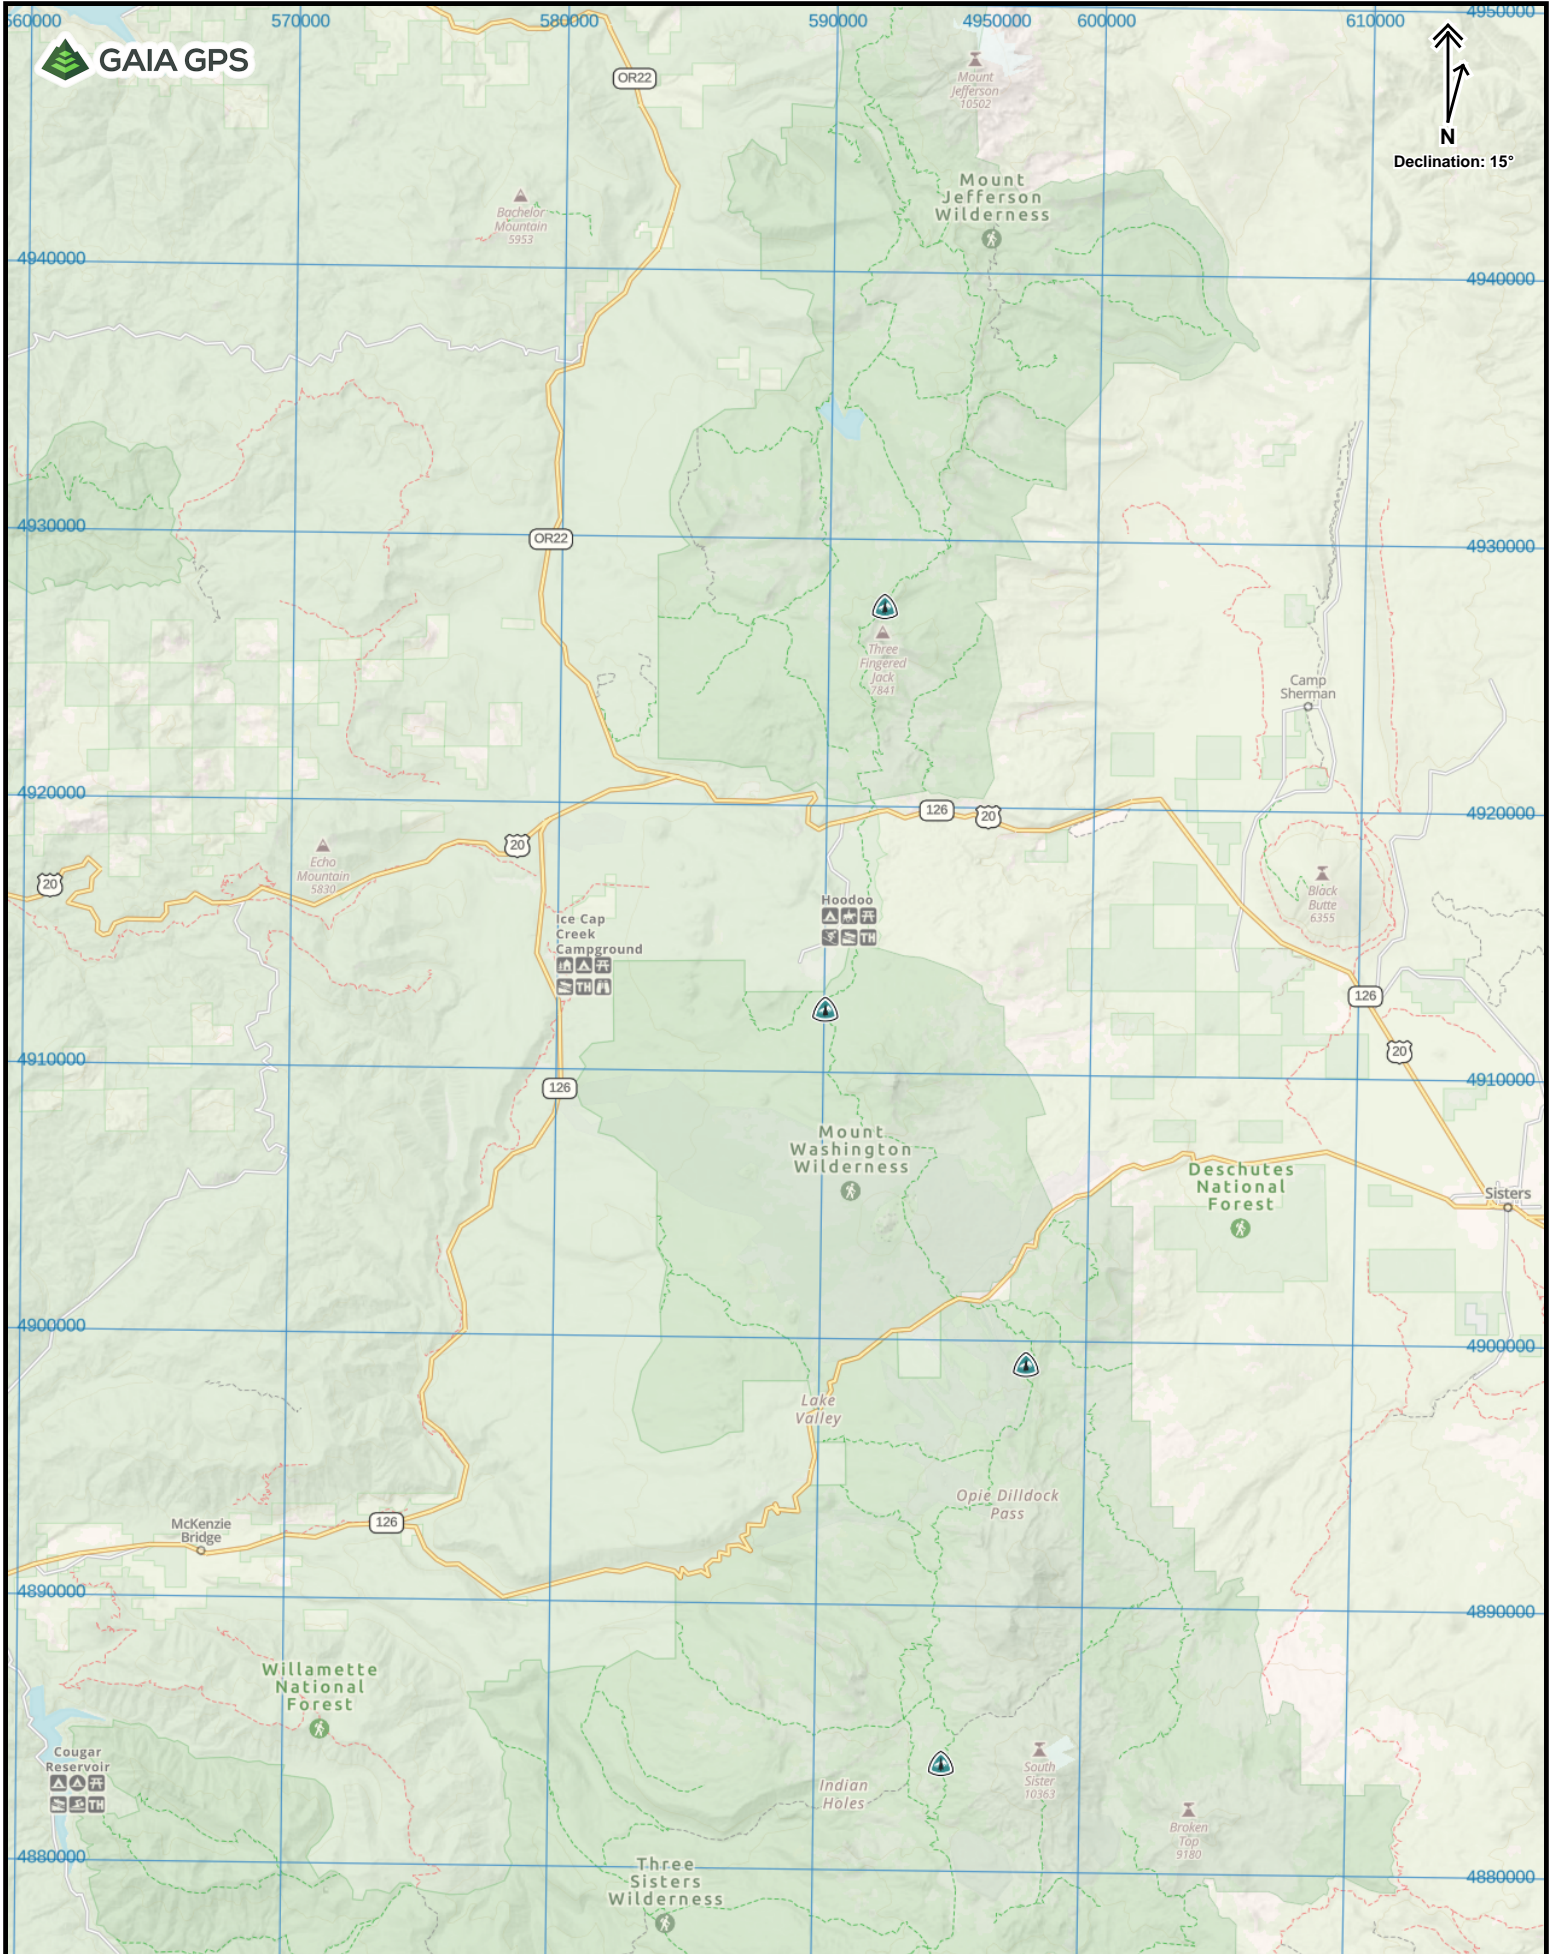 560000
570000
580000
590000
4950000
600000
610000
4950000
GAIA GPS
OR22
Mount
Jefferson
10502
N
Declination: 15°
Mount
Jefferson
Wilderness
Bachelor
Mountain
5953
4940000
4940000
4930000
OR22
4930000
Three
Fingered
Jack
7841
Camp
Sherman
4920000
126
20
4920000
20
Echo
Mountain
5830
20
Black
Butte
6355
Hoodoo
TH
Ice Cap
Creek
Campground
TH
126
20
4910000
126
4910000
Mount
Washington
Wilderness
Deschutes
National
Forest
Sisters
4900000
4900000
Lake
Valley
Opie Dilldock
Pass
McKenzie
Bridge
126
4890000
4890000
Willamette
National
Forest
Cougar
Reservoir
TH
Indian
Holes
South
Sister
10363
Broken
Top
9180
4880000
4880000
Three
Sisters
Wilderness